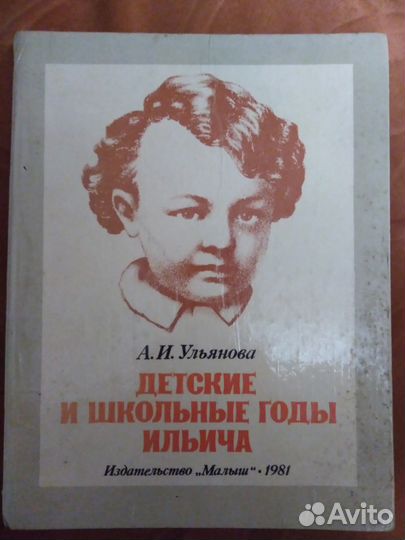 А. И. Ульянова
ДЕТСКИЕ
И ШКОЛЬНЫЕ ГОДЫ
ИЛЬИЧА
Издательство „Малыш“ · 1981
Avito